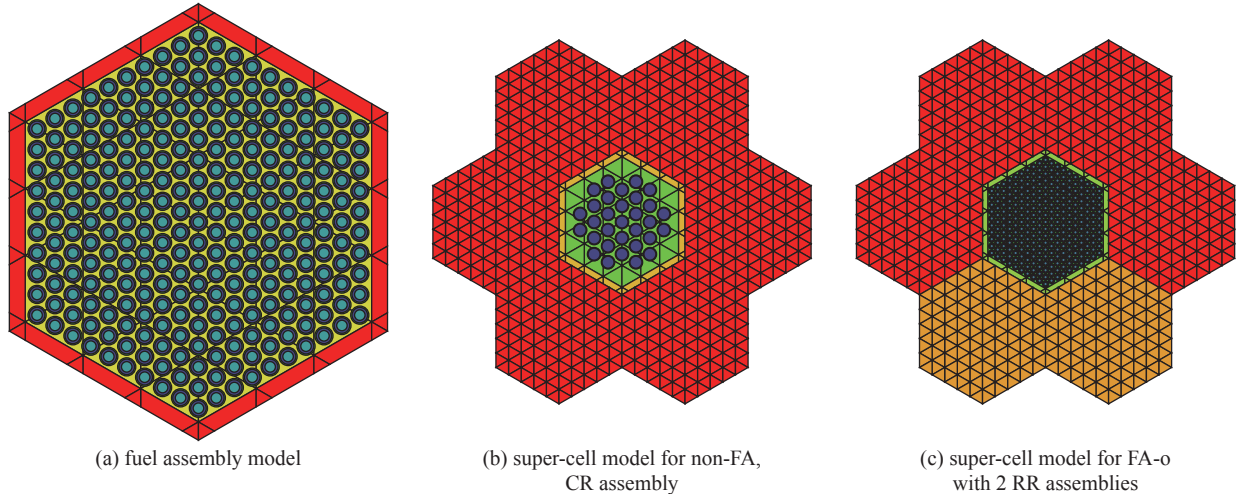 (a) fuel assembly model
(b) super-cell model for non-FA,
CR assembly
(c) super-cell model for FA-o
with 2 RR assemblies